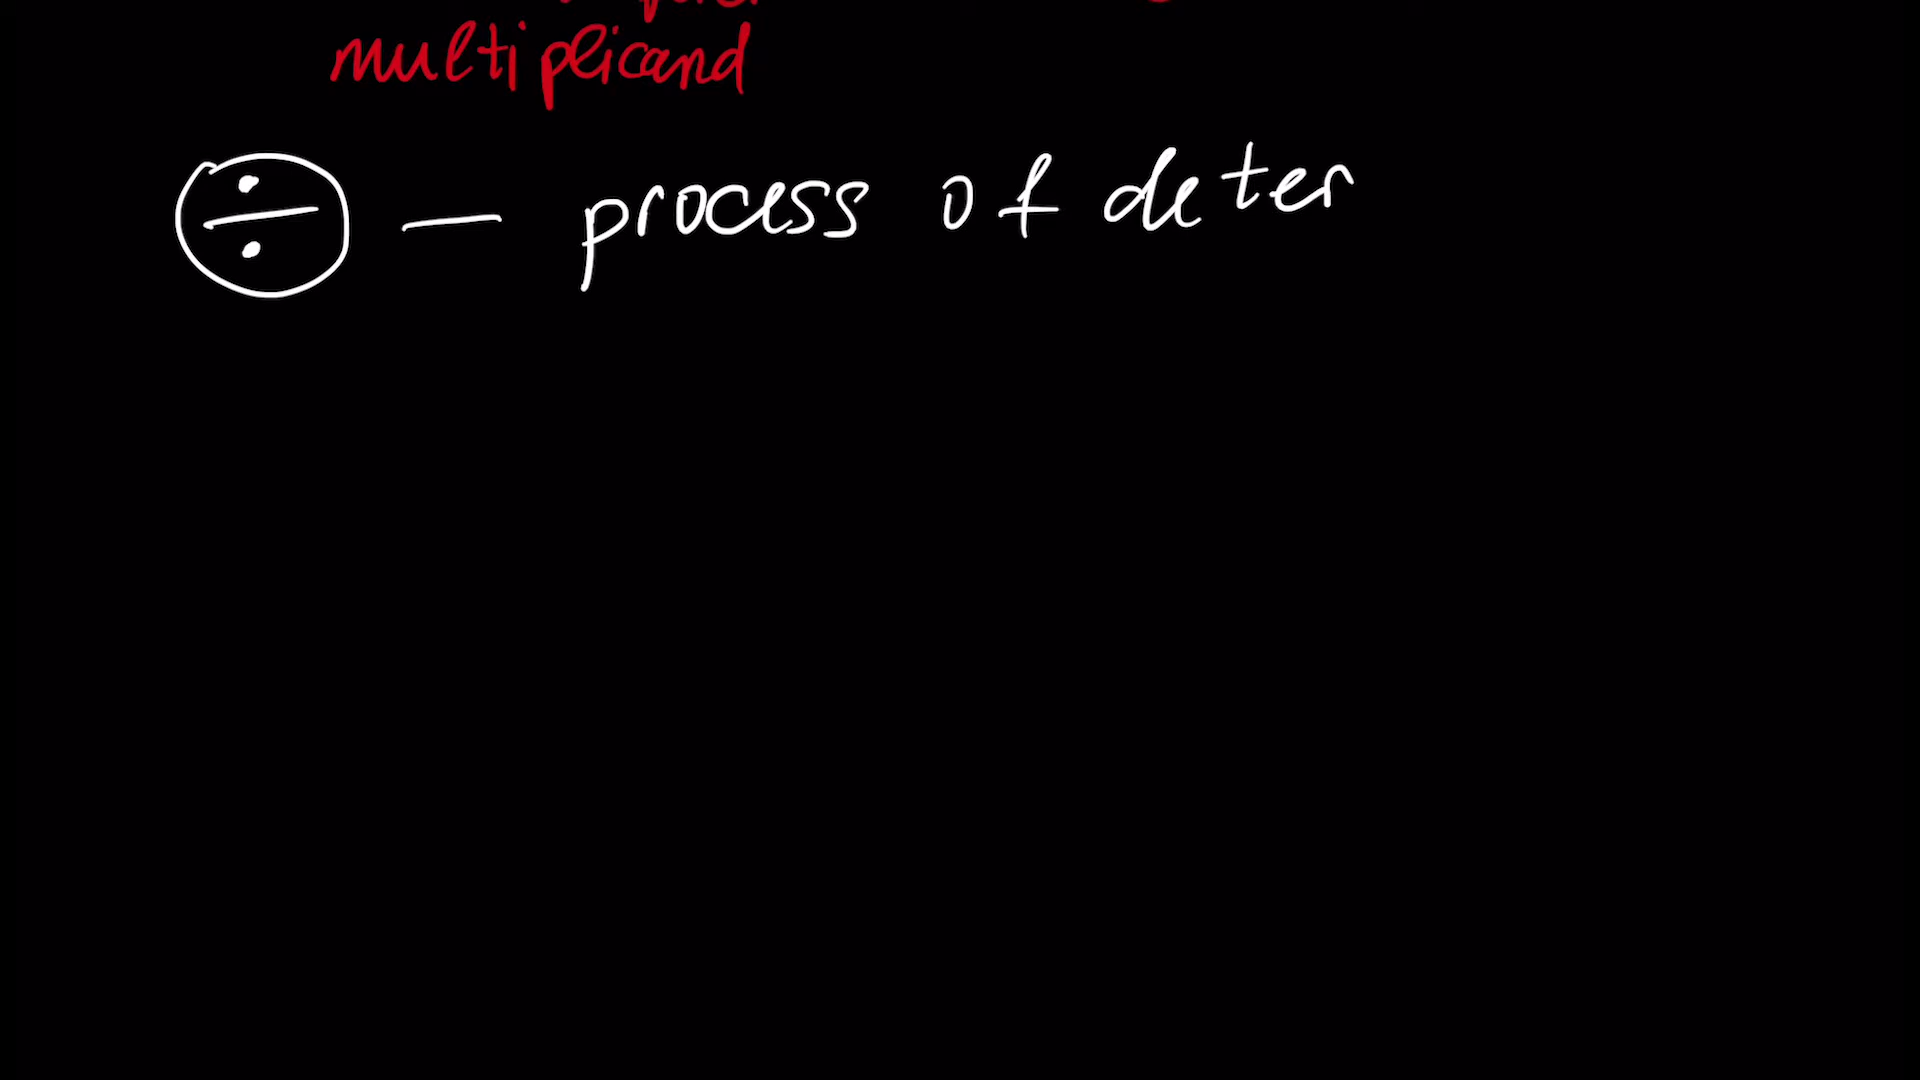 multiplicand
÷ — process of deter